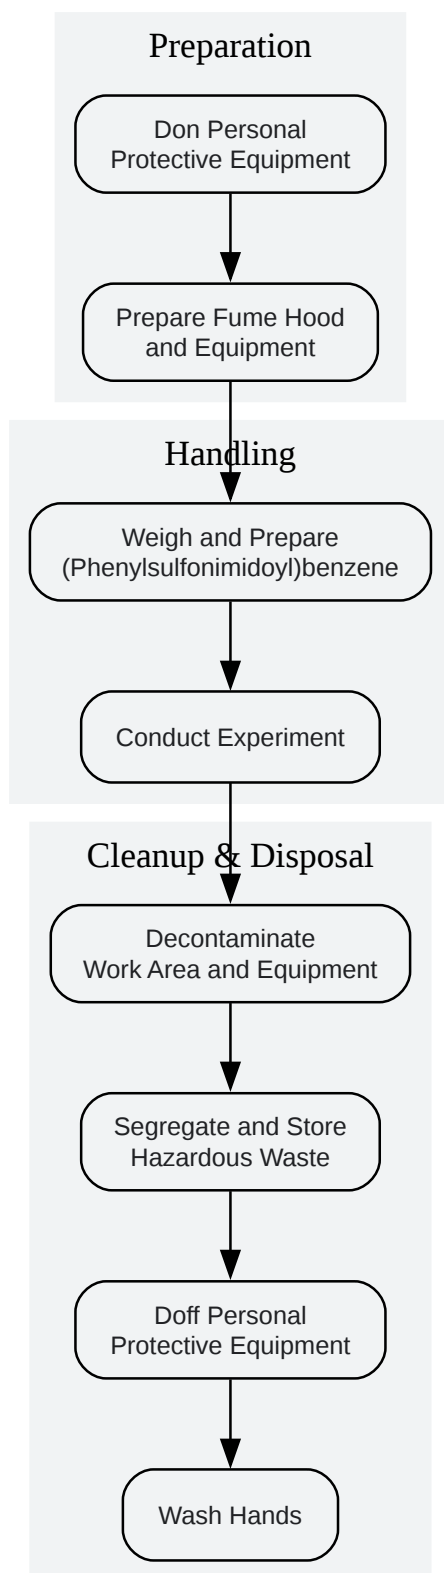 Preparation
Don Personal
Protective Equipment
Prepare Fume Hood
and Equipment
Handling
Weigh and Prepare
(Phenylsulfonimidoyl)benzene
Conduct Experiment
Cleanup & Disposal
Decontaminate
Work Area and Equipment
Segregate and Store
Hazardous Waste
Doff Personal
Protective Equipment
Wash Hands